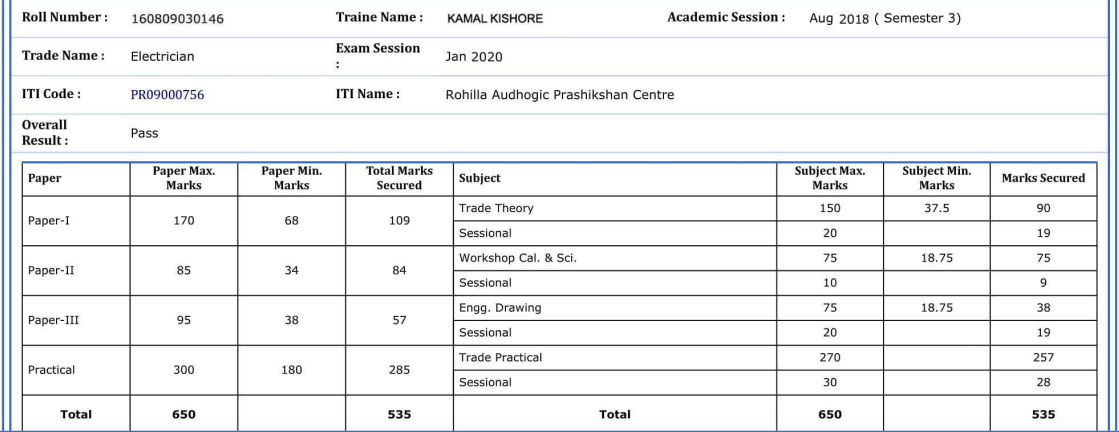 Roll Number : 160809030146 Traine Name : KAMAL KISHORE Academic Session : Aug 2018 ( Semester 3)
Trade Name : Electrician Exam Session : Jan 2020
ITI Code : PR09000756 ITI Name : Rohilla Audhogic Prashikshan Centre
Overall Result : Pass
Paper Paper Max. Marks Paper Min. Marks Total Marks Secured Subject Subject Max. Marks Subject Min. Marks Marks Secured
Paper-I 170 68 109 Trade Theory 150 37.5 90
Sessional 20 19
Paper-II 85 34 84 Workshop Cal. & Sci. 75 18.75 75
Sessional 10 9
Paper-III 95 38 57 Engg. Drawing 75 18.75 38
Sessional 20 19
Practical 300 180 285 Trade Practical 270 257
Sessional 30 28
Total 650 535 Total 650 535